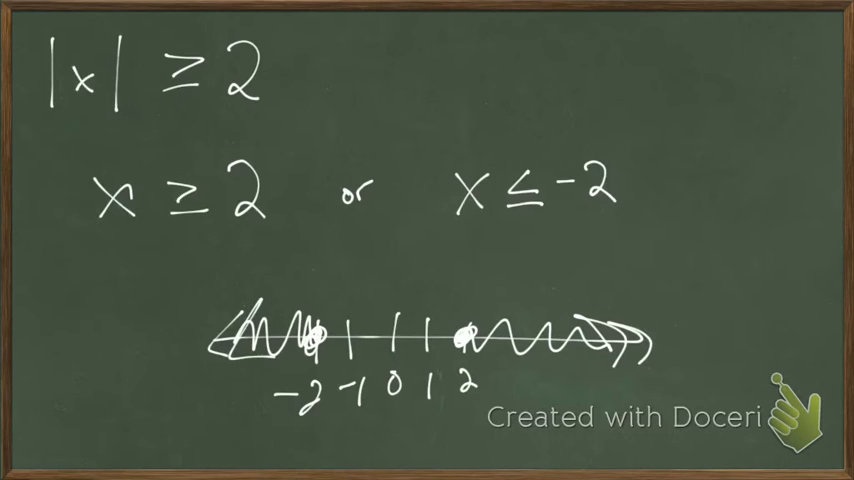 |x| ≥ 2
x ≥ 2 or x ≤ -2
-2 -1 0 1 2
Created with Doceri